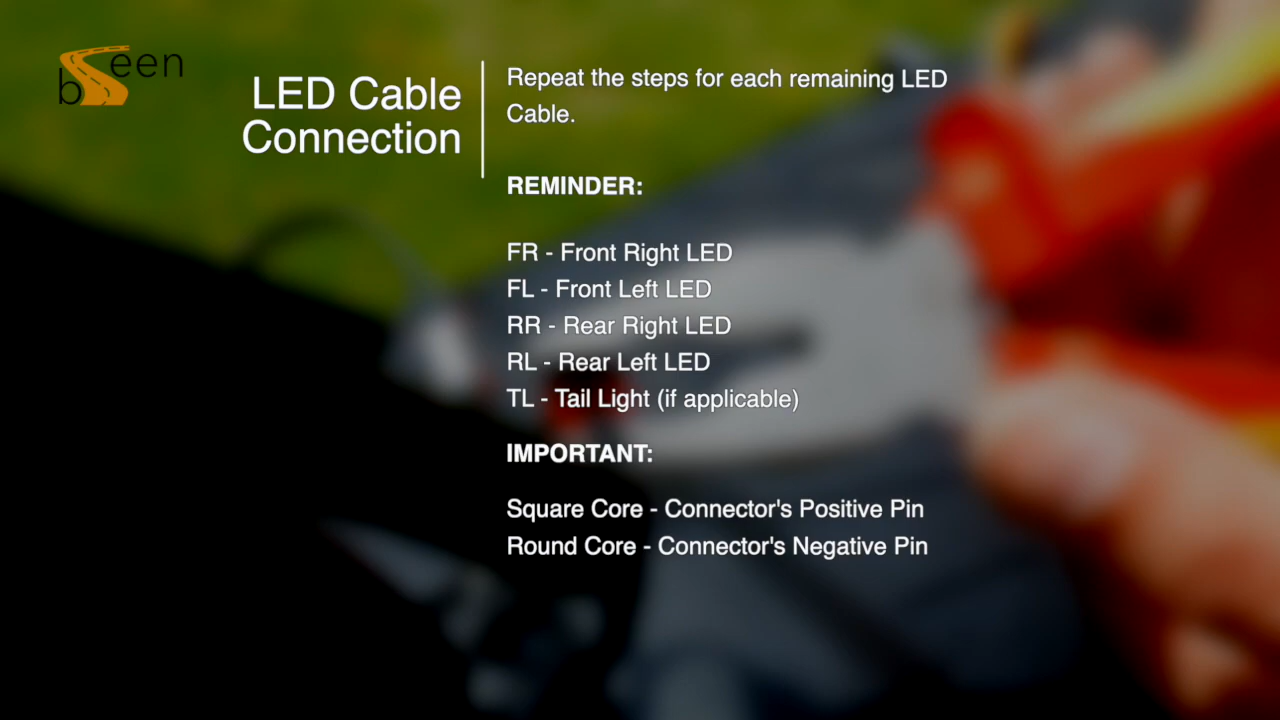 bseen
LED Cable
Connection
Repeat the steps for each remaining LED
Cable.
REMINDER:
FR - Front Right LED
FL - Front Left LED
RR - Rear Right LED
RL - Rear Left LED
TL - Tail Light (if applicable)
IMPORTANT:
Square Core - Connector's Positive Pin
Round Core - Connector's Negative Pin